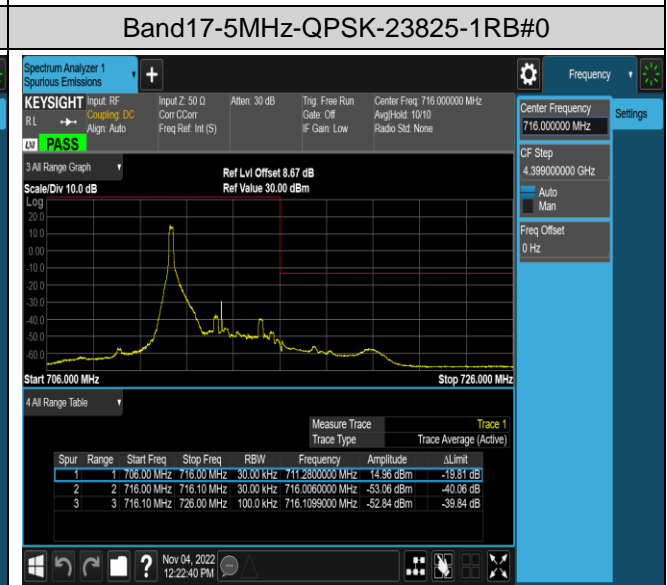 Band17-5MHz-QPSK-23825-1RB#0
Spectrum Analyzer 1
Spurious Emissions
+
Frequency
KEYSIGHT
RL
LXI
PASS
Input: RF
Coupling: DC
Align: Auto
Input Z: 50 Ω
Corr CCorr
Freq Ref: Int (S)
Atten: 30 dB
Trig: Free Run
Gate: Off
IF Gain: Low
Center Freq: 716.000000 MHz
Avg|Hold: 10/10
Radio Std: None
Center Frequency
716.000000 MHz
Settings
CF Step
4.399000000 GHz
Auto
Man
Freq Offset
0 Hz
3 All Range Graph
Ref Lvl Offset 8.67 dB
Scale/Div 10.0 dB
Ref Value 30.00 dBm
Log
20.0
10.0
0.00
-10.0
-20.0
-30.0
-40.0
-50.0
-60.0
Start 706.000 MHz
Stop 726.000 MHz
4 All Range Table
Measure Trace Trace 1
Trace Type Trace Average (Active)
Spur Range Start Freq Stop Freq RBW Frequency Amplitude ΔLimit
1 1 706.00 MHz 716.00 MHz 30.00 kHz 711.2800000 MHz 14.96 dBm -19.81 dB
2 2 716.00 MHz 716.10 MHz 30.00 kHz 716.0060000 MHz -53.06 dBm -40.06 dB
3 3 716.10 MHz 726.00 MHz 100.0 kHz 716.1099000 MHz -52.84 dBm -39.84 dB
?
Nov 04, 2022
12:22:40 PM